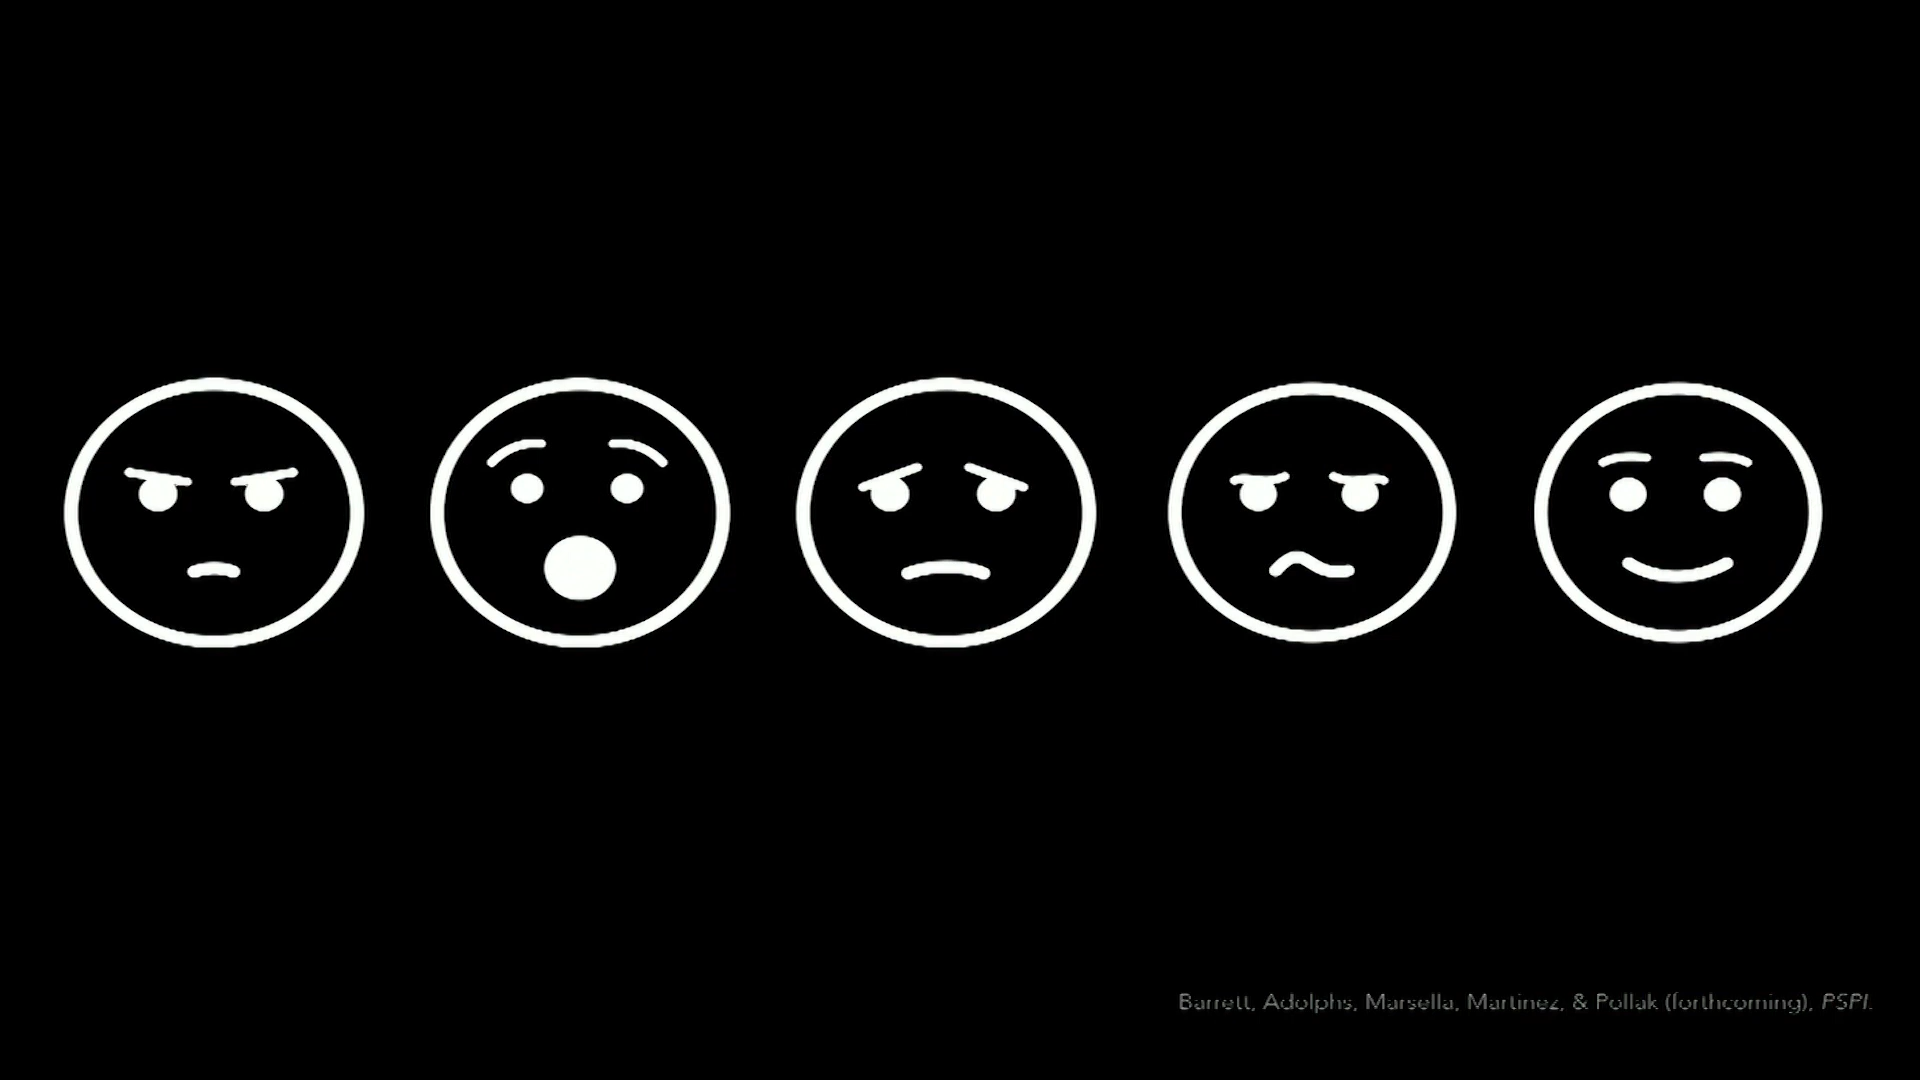 Barrett, Adolphs, Marsella, Martinez, & Pollak (forthcoming), PSPI.